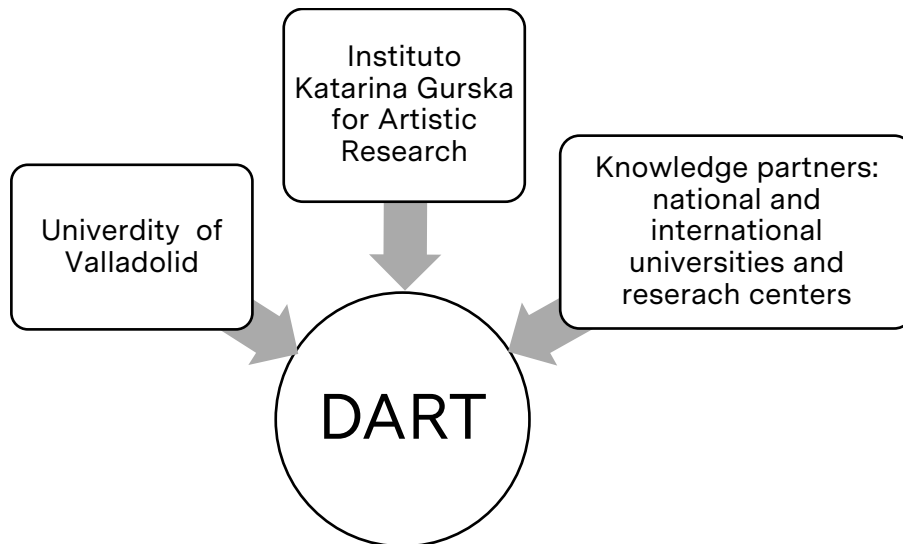 Instituto
Katarina Gurska
for Artistic
Research
Univerdity of
Valladolid
Knowledge partners:
national and
international
universities and
reserach centers
DART